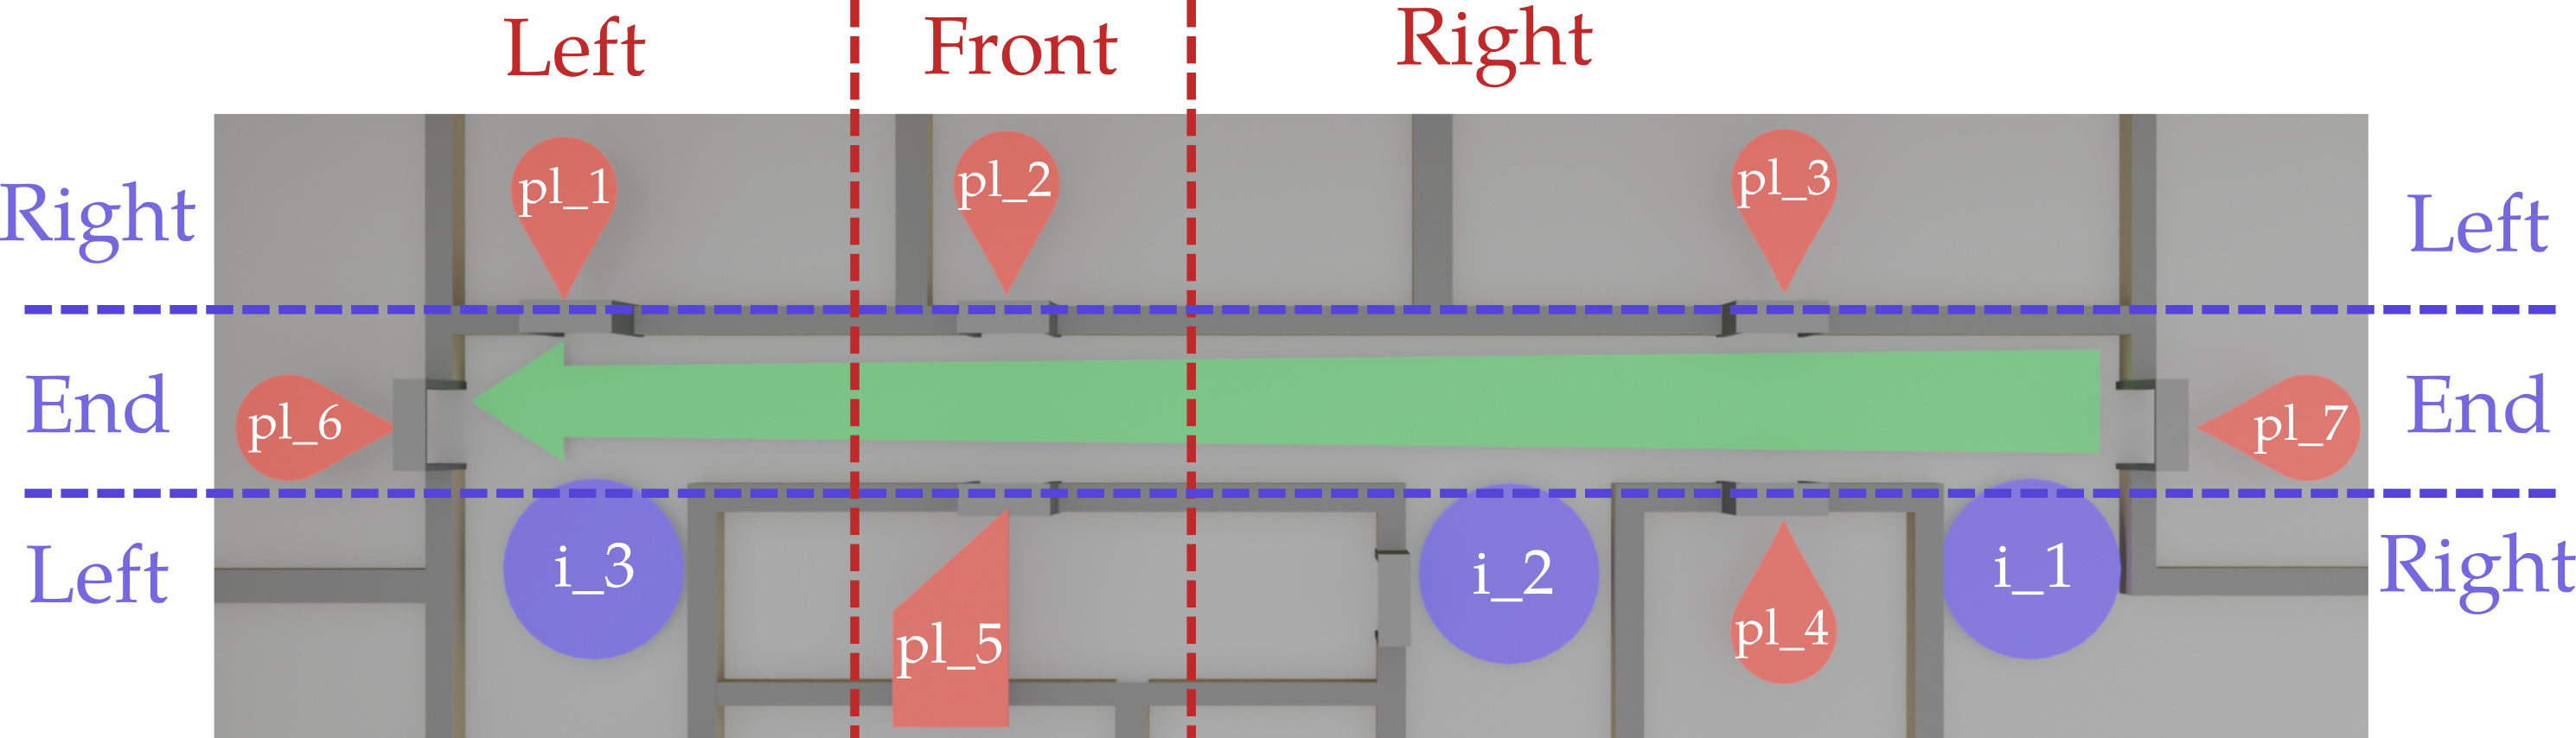 Left Front Right
Right pl_1 pl_2 pl_3 Left
End pl_6 pl_7 End
Left i_3 pl_5 i_2 pl_4 i_1 Right